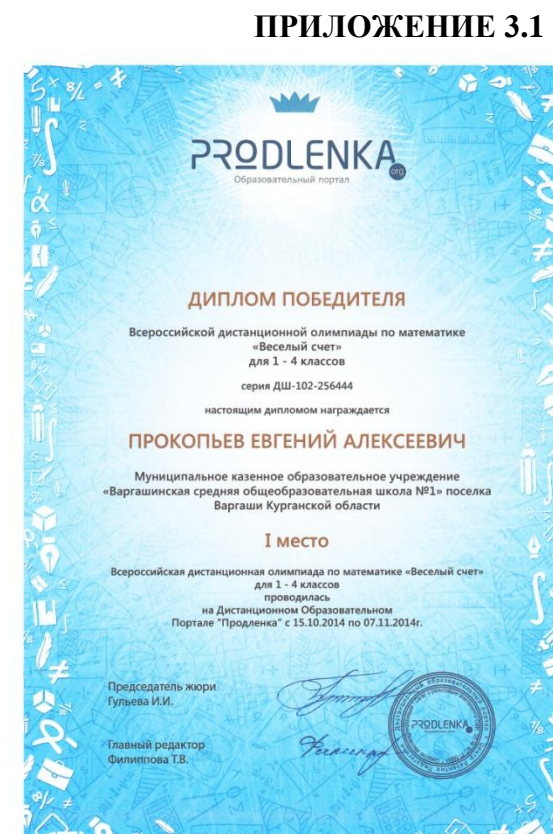 ПРИЛОЖЕНИЕ 3.1
PRODLENKA.org
Образовательный портал
ДИПЛОМ ПОБЕДИТЕЛЯ
Всероссийской дистанционной олимпиады по математике
«Веселый счет»
для 1 - 4 классов
серия ДШ-102-256444
настоящим дипломом награждается
ПРОКОПЬЕВ ЕВГЕНИЙ АЛЕКСЕЕВИЧ
Муниципальное казенное образовательное учреждение
«Варгашинская средняя общеобразовательная школа №1» поселка
Варгаши Курганской области
I место
Всероссийская дистанционная олимпиада по математике «Веселый счет»
для 1 - 4 классов
проводилась
на Дистанционном Образовательном
Портале "Продленка" с 15.10.2014 по 07.11.2014г.
Председатель жюри
Гульева И.И.
PRODLENKA
Главный редактор
Филиппова Т.В.